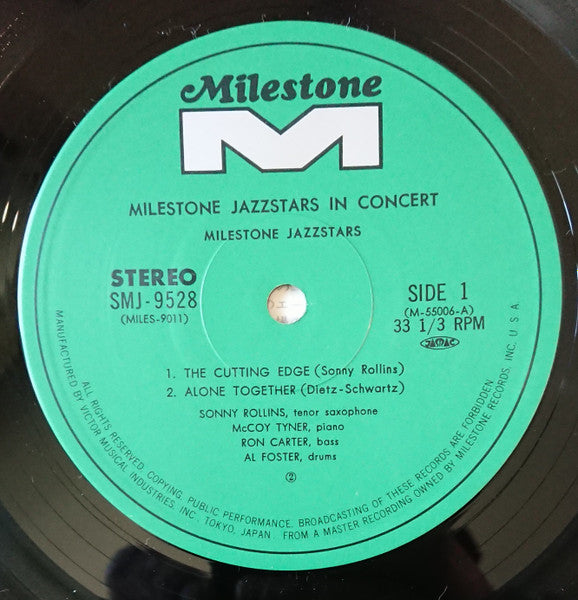 Milestone
M
MILESTONE JAZZSTARS IN CONCERT
MILESTONE JAZZSTARS
STEREO
SMJ-9528
(MILES-9011)
SIDE 1
(M-55006-A)
33 1/3 RPM
JASRAC
1. THE CUTTING EDGE (Sonny Rollins)
2. ALONE TOGETHER (Dietz-Schwartz)
SONNY ROLLINS, tenor saxophone
McCOY TYNER, piano
RON CARTER, bass
AL FOSTER, drums
②
ALL RIGHTS RESERVED. COPYING, PUBLIC PERFORMANCE, BROADCASTING OF THESE RECORDS ARE FORBIDDEN.
MANUFACTURED BY VICTOR MUSICAL INDUSTRIES, INC. TOKYO, JAPAN. FROM A MASTER RECORDING OWNED BY MILESTONE RECORDS, INC. U.S.A.